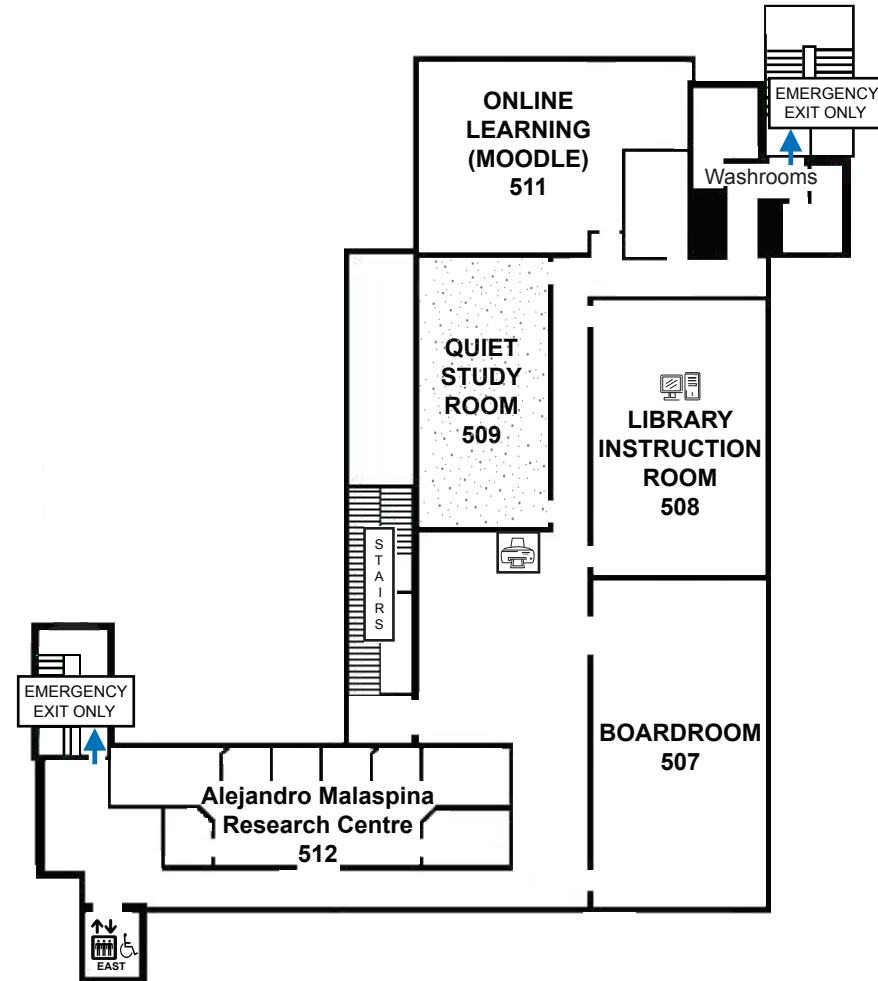 EMERGENCY
EXIT ONLY
ONLINE
LEARNING
(MOODLE)
511
Washrooms
QUIET
STUDY
ROOM
509
LIBRARY
INSTRUCTION
ROOM
508
STAIRS
EMERGENCY
EXIT ONLY
BOARDROOM
507
Alejandro Malaspina
Research Centre
512
EAST